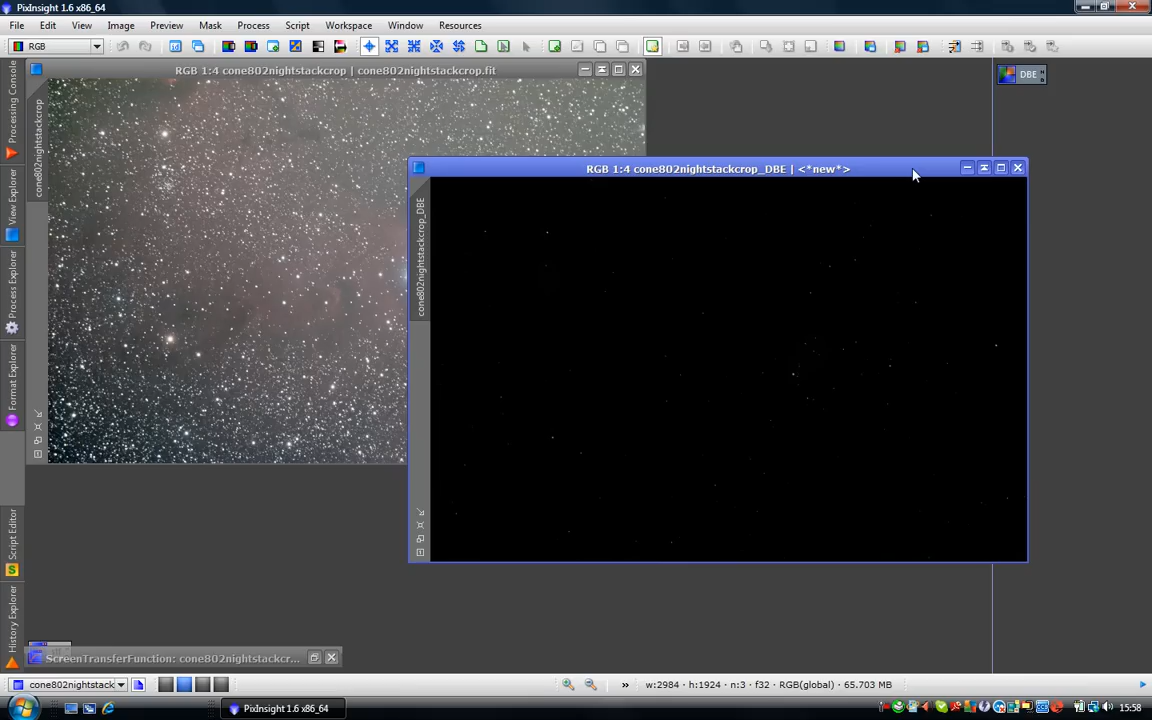 PixInsight 1.6 x86_64
File Edit View Image Preview Mask Process Script Workspace Window Resources
RGB
RGB 1:4 cone802nightstackcrop | cone802nightstackcrop.fit
DBE
N
D
Processing Console
View Explorer
Process Explorer
Format Explorer
Script Editor
History Explorer
cone802nightstackcrop
RGB 1:4 cone802nightstackcrop_DBE | <*new*>
cone802nightstackcrop_DBE
ScreenTransferFunction: cone802nightstackcr...
cone802nightstack
» w:2984 · h:1924 · n:3 · f32 · RGB(global) · 65.703 MB
PixInsight 1.6 x86_64
15:58